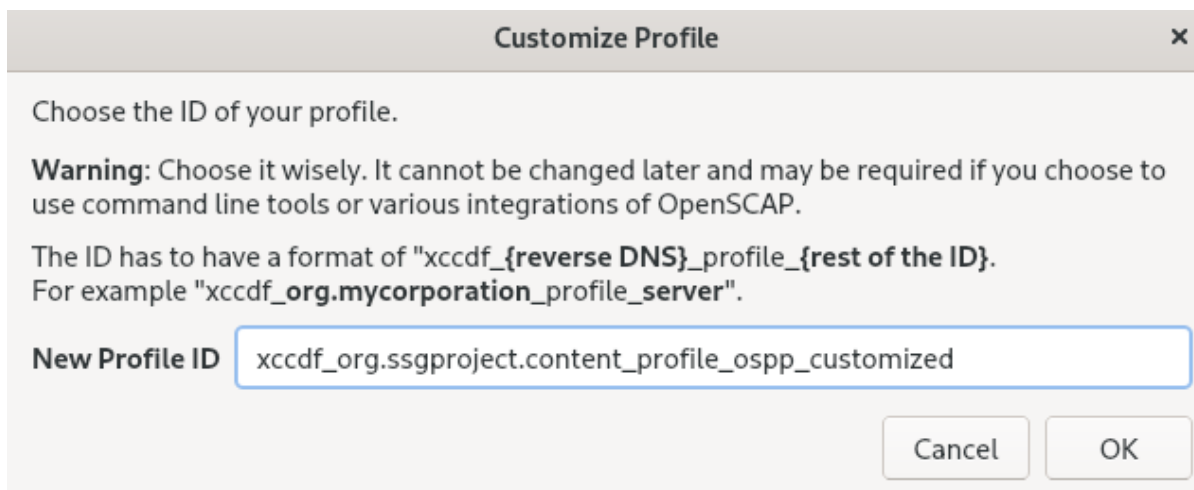 Customize Profile
Choose the ID of your profile.
Warning: Choose it wisely. It cannot be changed later and may be required if you choose to
use command line tools or various integrations of OpenSCAP.
The ID has to have a format of "xccdf_{reverse DNS}_profile_{rest of the ID}.
For example "xccdf_org.mycorporation_profile_server".
New Profile ID xccdf_org.ssgproject.content_profile_ospp_customized
Cancel OK